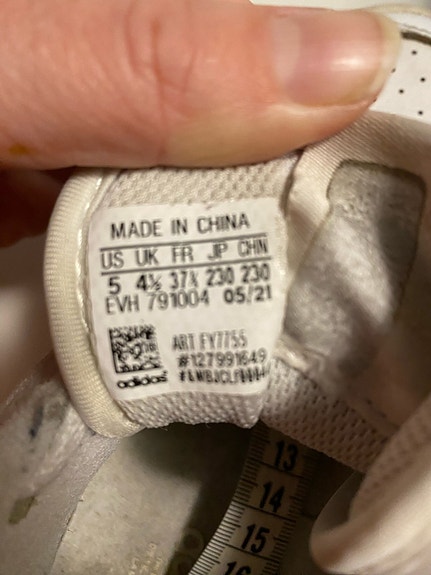 MADE IN CHINA
US UK FR JP CHN
5 4½ 37⅓ 230 230
EVH 791004 05/21
ART FY7755
#127991649
adidas
13
14
15
16